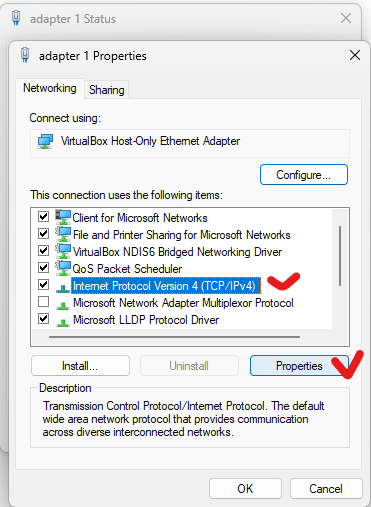 adapter 1 Status
adapter 1 Properties
Networking
Sharing
Connect using:
VirtualBox Host-Only Ethernet Adapter
Configure...
This connection uses the following items:
Client for Microsoft Networks
File and Printer Sharing for Microsoft Networks
VirtualBox NDIS6 Bridged Networking Driver
QoS Packet Scheduler
Internet Protocol Version 4 (TCP/IPv4)
Microsoft Network Adapter Multiplexor Protocol
Microsoft LLDP Protocol Driver
Install...
Uninstall
Properties
Description
Transmission Control Protocol/Internet Protocol. The default
wide area network protocol that provides communication
across diverse interconnected networks.
OK
Cancel